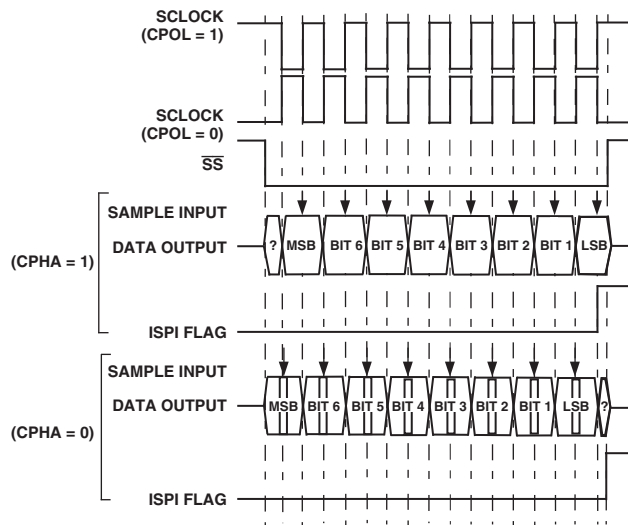 SCLOCK
(CPOL = 1)
SCLOCK
(CPOL = 0)
SS
SAMPLE INPUT
DATA OUTPUT
? MSB BIT 6 BIT 5 BIT 4 BIT 3 BIT 2 BIT 1 LSB
(CPHA = 1)
ISPI FLAG
SAMPLE INPUT
DATA OUTPUT
MSB BIT 6 BIT 5 BIT 4 BIT 3 BIT 2 BIT 1 LSB ?
(CPHA = 0)
ISPI FLAG